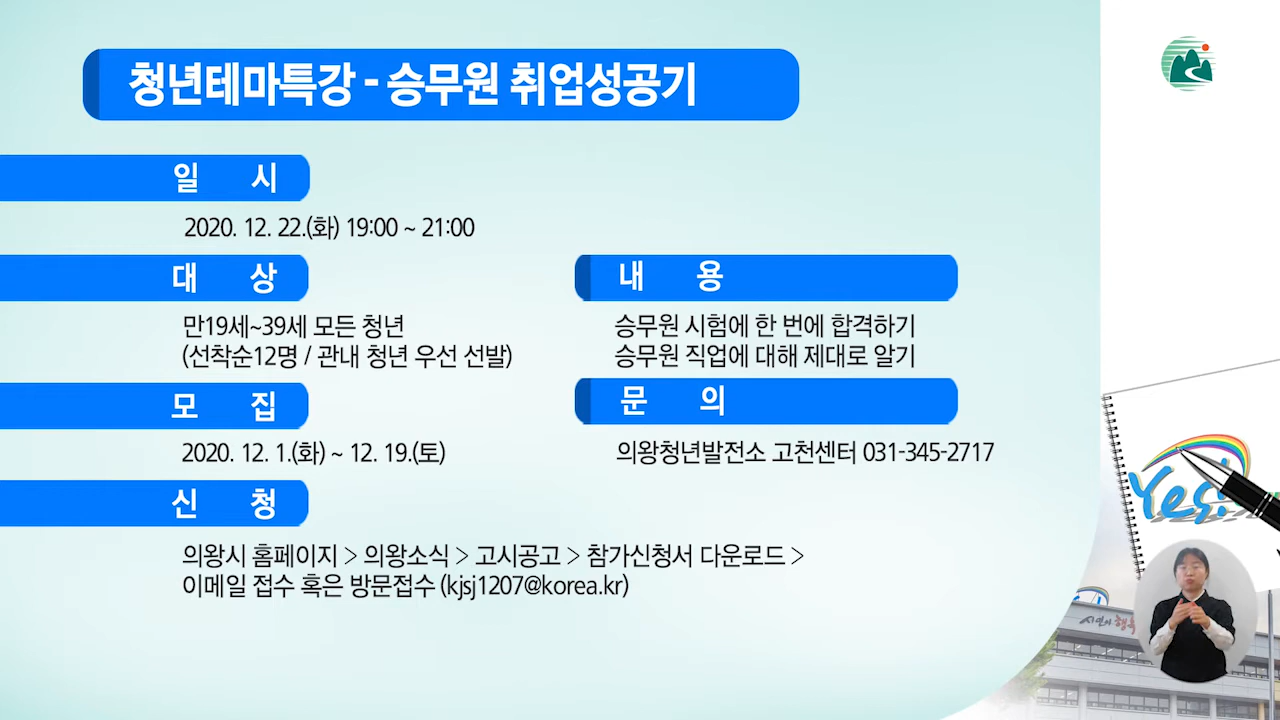 청년테마특강 - 승무원 취업성공기
일 시
2020. 12. 22.(화) 19:00 ~ 21:00
대 상
만19세~39세 모든 청년
(선착순12명 / 관내 청년 우선 선발)
모 집
2020. 12. 1.(화) ~ 12. 19.(토)
신 청
의왕시 홈페이지 > 의왕소식 > 고시공고 > 참가신청서 다운로드 >
이메일 접수 혹은 방문접수 (kjsj1207@korea.kr)
내 용
승무원 시험에 한 번에 합격하기
승무원 직업에 대해 제대로 알기
문 의
의왕청년발전소 고천센터 031-345-2717
Yes!